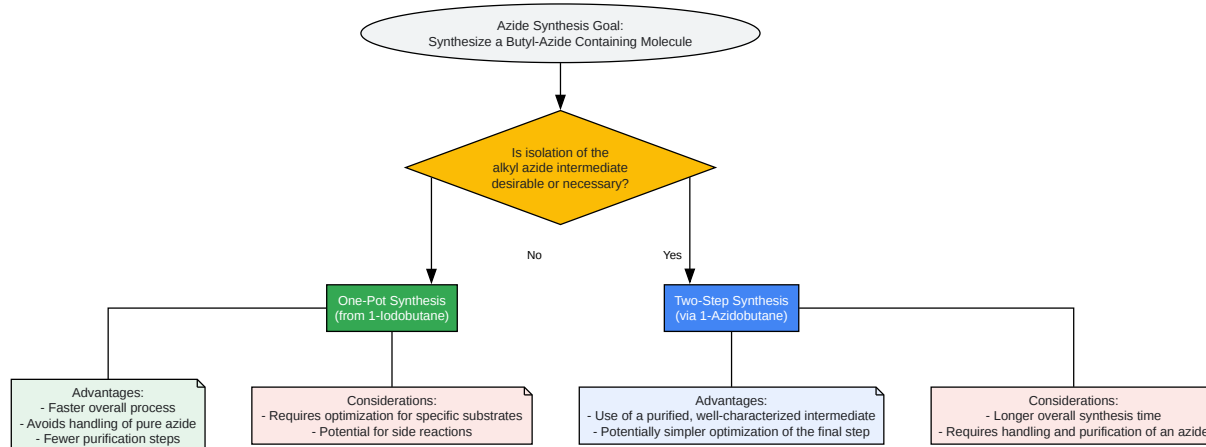 Azide Synthesis Goal:
Synthesize a Butyl-Azide Containing Molecule
Is isolation of the
alkyl azide intermediate
desirable or necessary?
No
Yes
One-Pot Synthesis
(from 1-Iodobutane)
Two-Step Synthesis
(via 1-Azidobutane)
Advantages:
- Faster overall process
- Avoids handling of pure azide
- Fewer purification steps
Considerations:
- Requires optimization for specific substrates
- Potential for side reactions
Advantages:
- Use of a purified, well-characterized intermediate
- Potentially simpler optimization of the final step
Considerations:
- Longer overall synthesis time
- Requires handling and purification of an azide